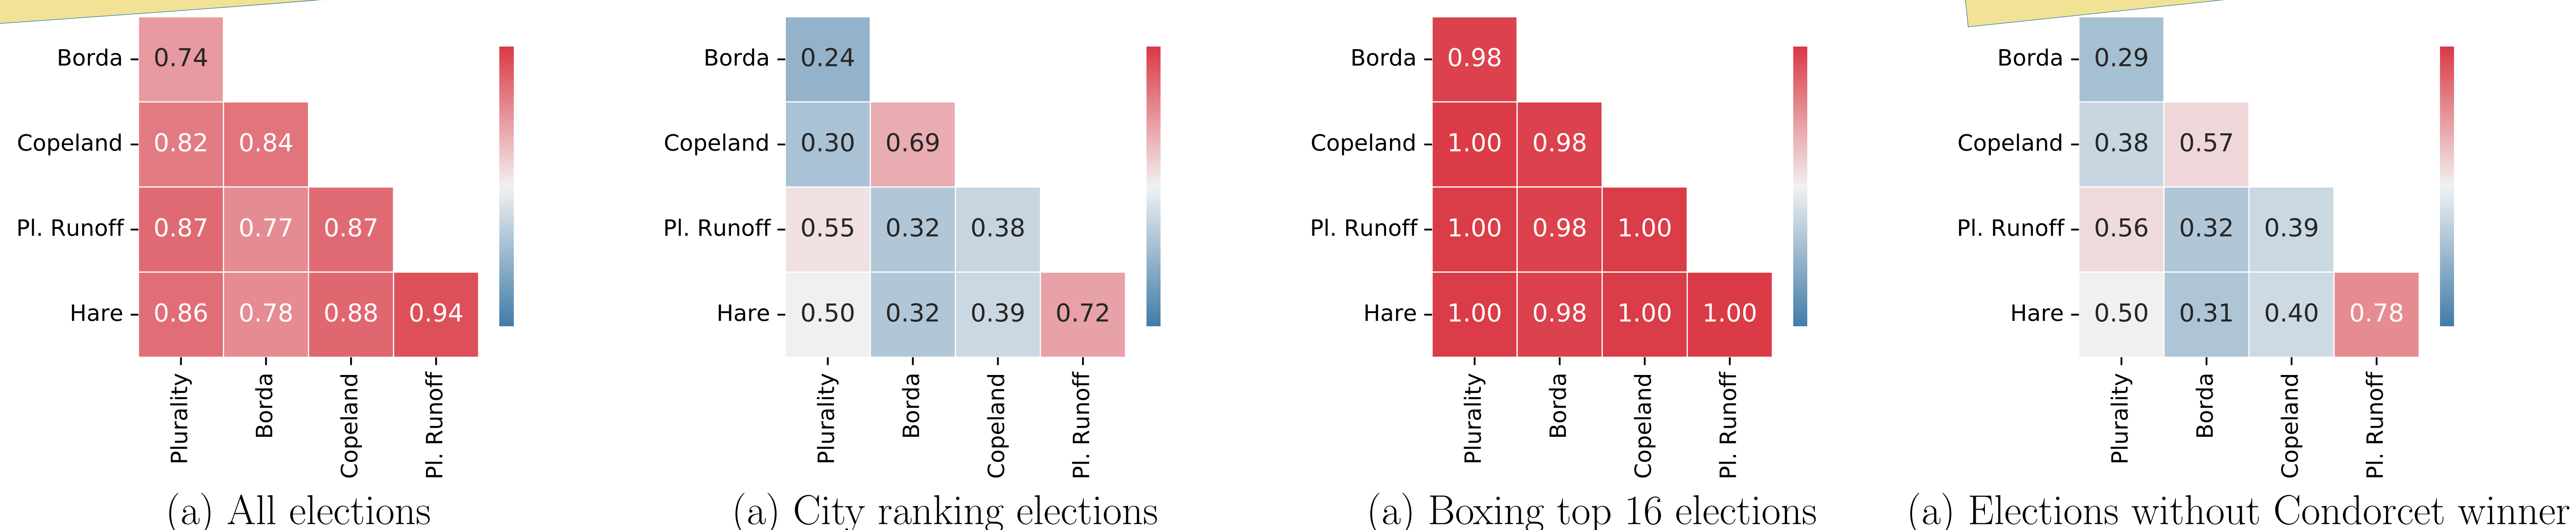 Borda 0.74
Copeland 0.82 0.84
Pl. Runoff 0.87 0.77 0.87
Hare 0.86 0.78 0.88 0.94
Plurality Borda Copeland Pl. Runoff
(a) All elections
Borda 0.24
Copeland 0.30 0.69
Pl. Runoff 0.55 0.32 0.38
Hare 0.50 0.32 0.39 0.72
Plurality Borda Copeland Pl. Runoff
(a) City ranking elections
Borda 0.98
Copeland 1.00 0.98
Pl. Runoff 1.00 0.98 1.00
Hare 1.00 0.98 1.00 1.00
Plurality Borda Copeland Pl. Runoff
(a) Boxing top 16 elections
Borda 0.29
Copeland 0.38 0.57
Pl. Runoff 0.56 0.32 0.39
Hare 0.50 0.31 0.40 0.78
Plurality Borda Copeland Pl. Runoff
(a) Elections without Condorcet winner